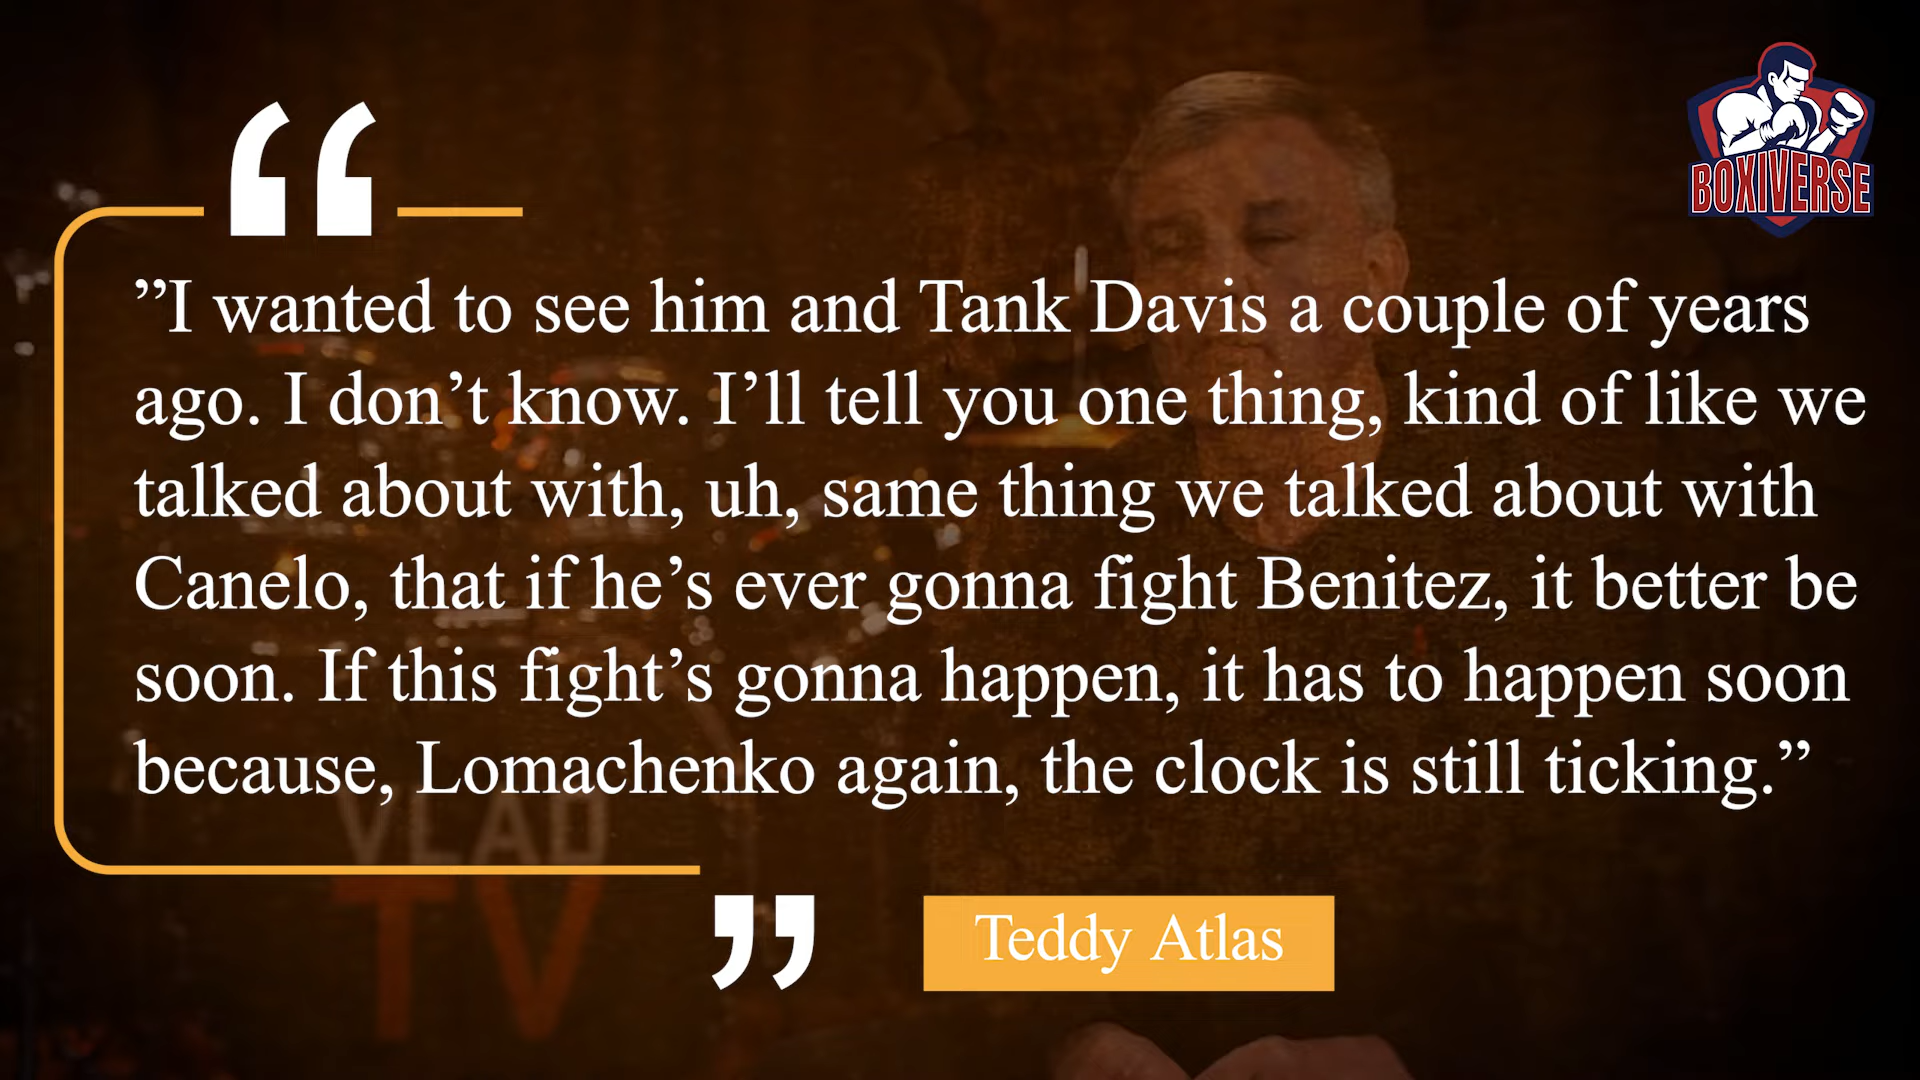 BOXIVERSE
”I wanted to see him and Tank Davis a couple of years
ago. I don’t know. I’ll tell you one thing, kind of like we
talked about with, uh, same thing we talked about with
Canelo, that if he’s ever gonna fight Benitez, it better be
soon. If this fight’s gonna happen, it has to happen soon
because, Lomachenko again, the clock is still ticking.”
VLAD
TV
Teddy Atlas